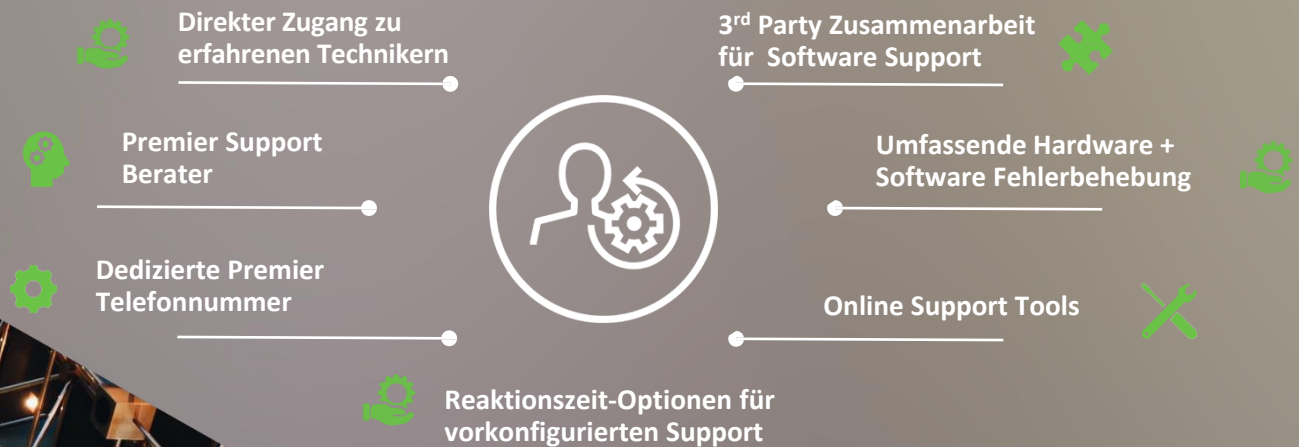 Direkter Zugang zu
erfahrenen Technikern
Premier Support
Berater
Dedizierte Premier
Telefonnummer
3rd Party Zusammenarbeit
für Software Support
Umfassende Hardware +
Software Fehlerbehebung
Online Support Tools
Reaktionszeit-Optionen für
vorkonfigurierten Support